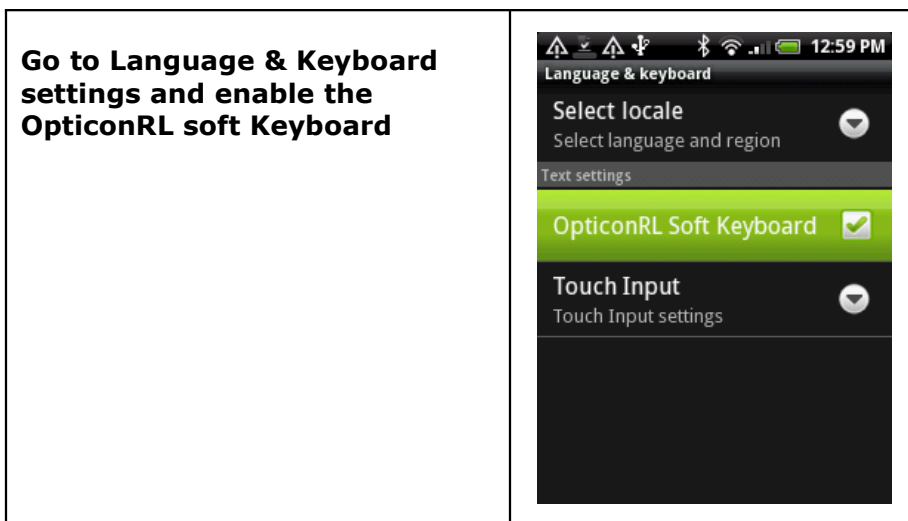 Go to Language & Keyboard
settings and enable the
OpticonRL soft Keyboard
12:59 PM
Language & keyboard
Select locale
Select language and region
Text settings
OpticonRL Soft Keyboard
Touch Input
Touch Input settings